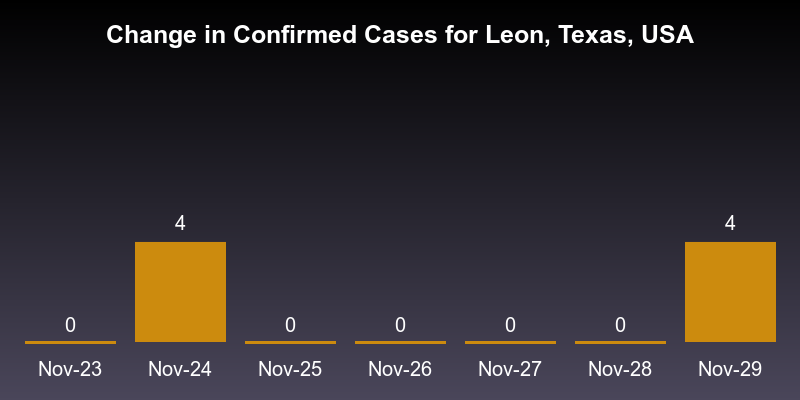 Change in Confirmed Cases for Leon, Texas, USA
4 4
0 0 0 0 0
Nov-23 Nov-24 Nov-25 Nov-26 Nov-27 Nov-28 Nov-29